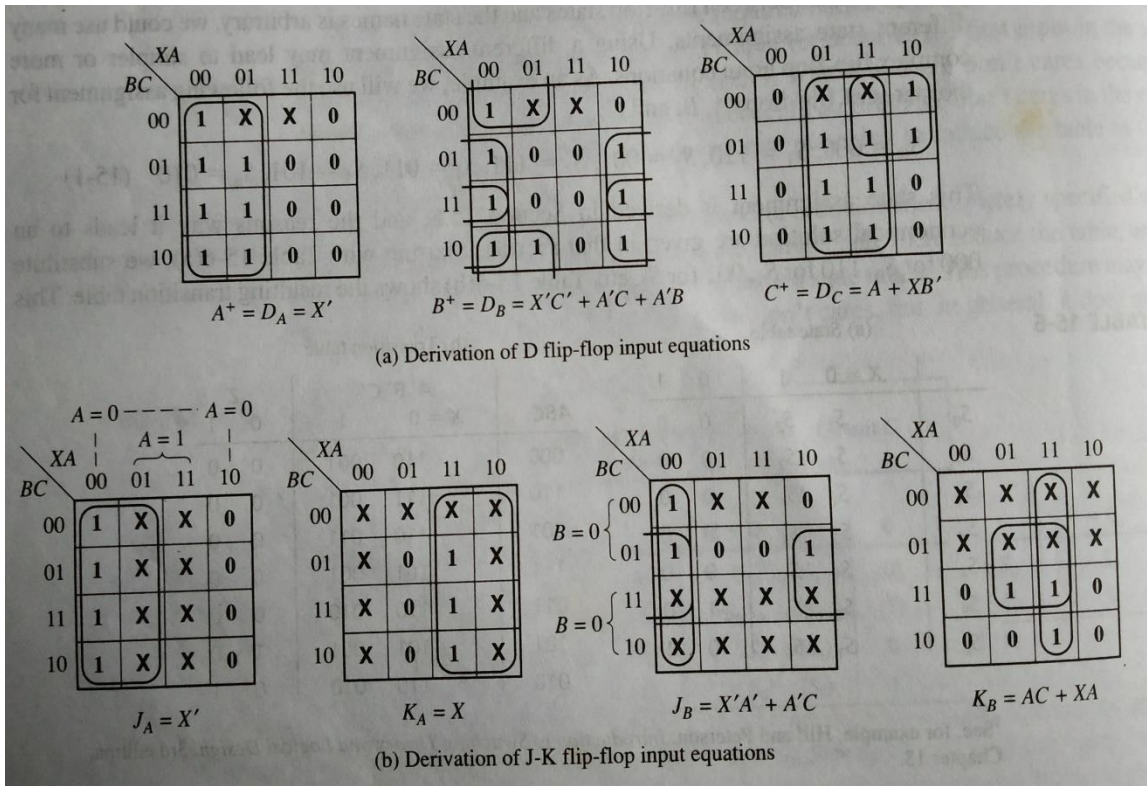 XA
BC 00 01 11 10
00 1 X X 0
01 1 1 0 0
11 1 1 0 0
10 1 1 0 0
A⁺ = D_A = X'
XA
BC 00 01 11 10
00 1 X X 0
01 1 0 0 1
11 1 0 0 1
10 1 1 0 1
B⁺ = D_B = X'C' + A'C + A'B
XA
BC 00 01 11 10
00 0 X X 1
01 0 1 1 1
11 0 1 1 0
10 0 1 1 0
C⁺ = D_C = A + XB'
(a) Derivation of D flip-flop input equations
A = 0 - - - - A = 0
A = 1
XA
BC 00 01 11 10
00 1 X X 0
01 1 X X 0
11 1 X X 0
10 1 X X 0
J_A = X'
XA
BC 00 01 11 10
00 X X X X
01 X 0 1 X
11 X 0 1 X
10 X 0 1 X
K_A = X
XA
BC 00 01 11 10
B = 0
00 1 X X 0
01 1 0 0 1
B = 0
11 X X X X
10 X X X X
J_B = X'A' + A'C
XA
BC 00 01 11 10
00 X X X X
01 X X X X
11 0 1 1 0
10 0 0 1 0
K_B = AC + XA
(b) Derivation of J-K flip-flop input equations